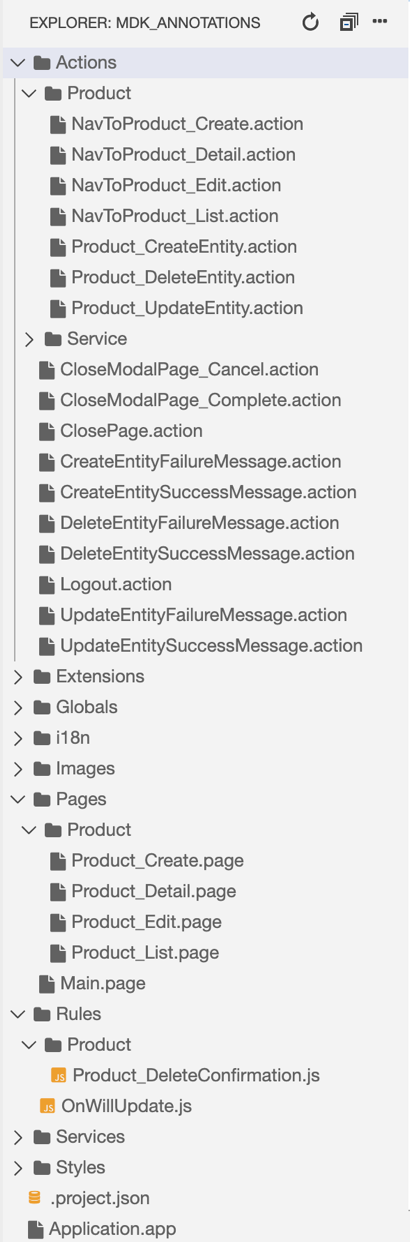 EXPLORER: MDK_ANNOTATIONS
Actions
Product
NavToProduct_Create.action
NavToProduct_Detail.action
NavToProduct_Edit.action
NavToProduct_List.action
Product_CreateEntity.action
Product_DeleteEntity.action
Product_UpdateEntity.action
Service
CloseModalPage_Cancel.action
CloseModalPage_Complete.action
ClosePage.action
CreateEntityFailureMessage.action
CreateEntitySuccessMessage.action
DeleteEntityFailureMessage.action
DeleteEntitySuccessMessage.action
Logout.action
UpdateEntityFailureMessage.action
UpdateEntitySuccessMessage.action
Extensions
Globals
i18n
Images
Pages
Product
Product_Create.page
Product_Detail.page
Product_Edit.page
Product_List.page
Main.page
Rules
Product
JS Product_DeleteConfirmation.js
JS OnWillUpdate.js
Services
Styles
.project.json
Application.app